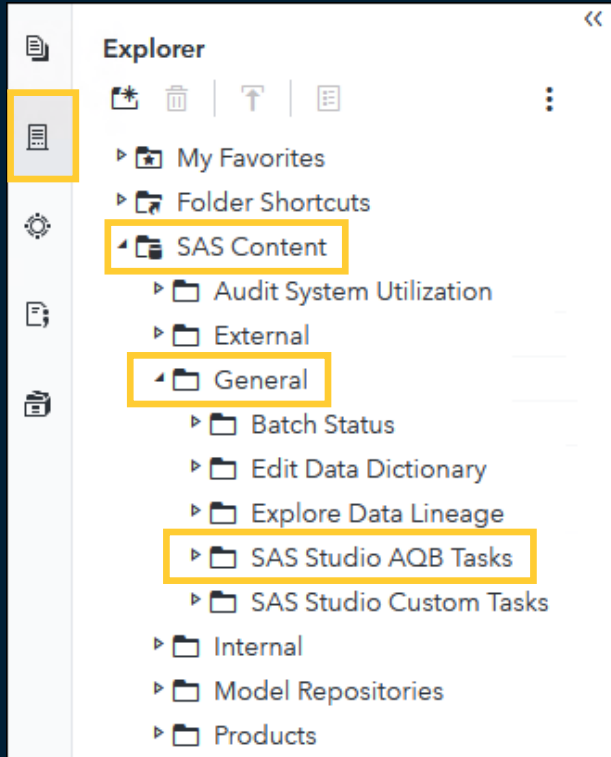 Explorer
My Favorites
Folder Shortcuts
SAS Content
Audit System Utilization
External
General
Batch Status
Edit Data Dictionary
Explore Data Lineage
SAS Studio AQB Tasks
SAS Studio Custom Tasks
Internal
Model Repositories
Products